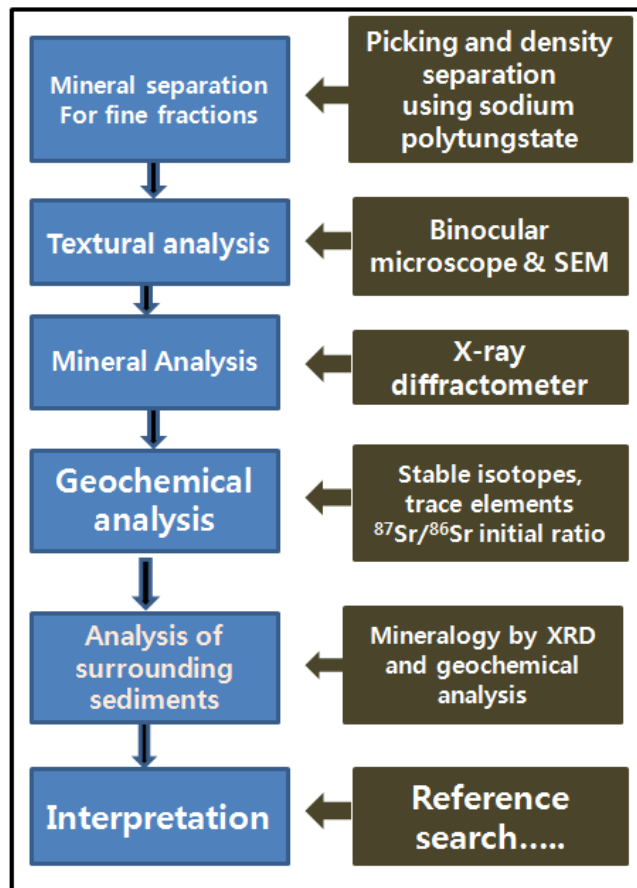 Mineral separation
For fine fractions
Picking and density
separation
using sodium
polytungstate
Textural analysis
Binocular
microscope & SEM
Mineral Analysis
X-ray
diffractometer
Geochemical
analysis
Stable isotopes,
trace elements
⁸⁷Sr/⁸⁶Sr initial ratio
Analysis of
surrounding
sediments
Mineralogy by XRD
and geochemical
analysis
Interpretation
Reference
search.....